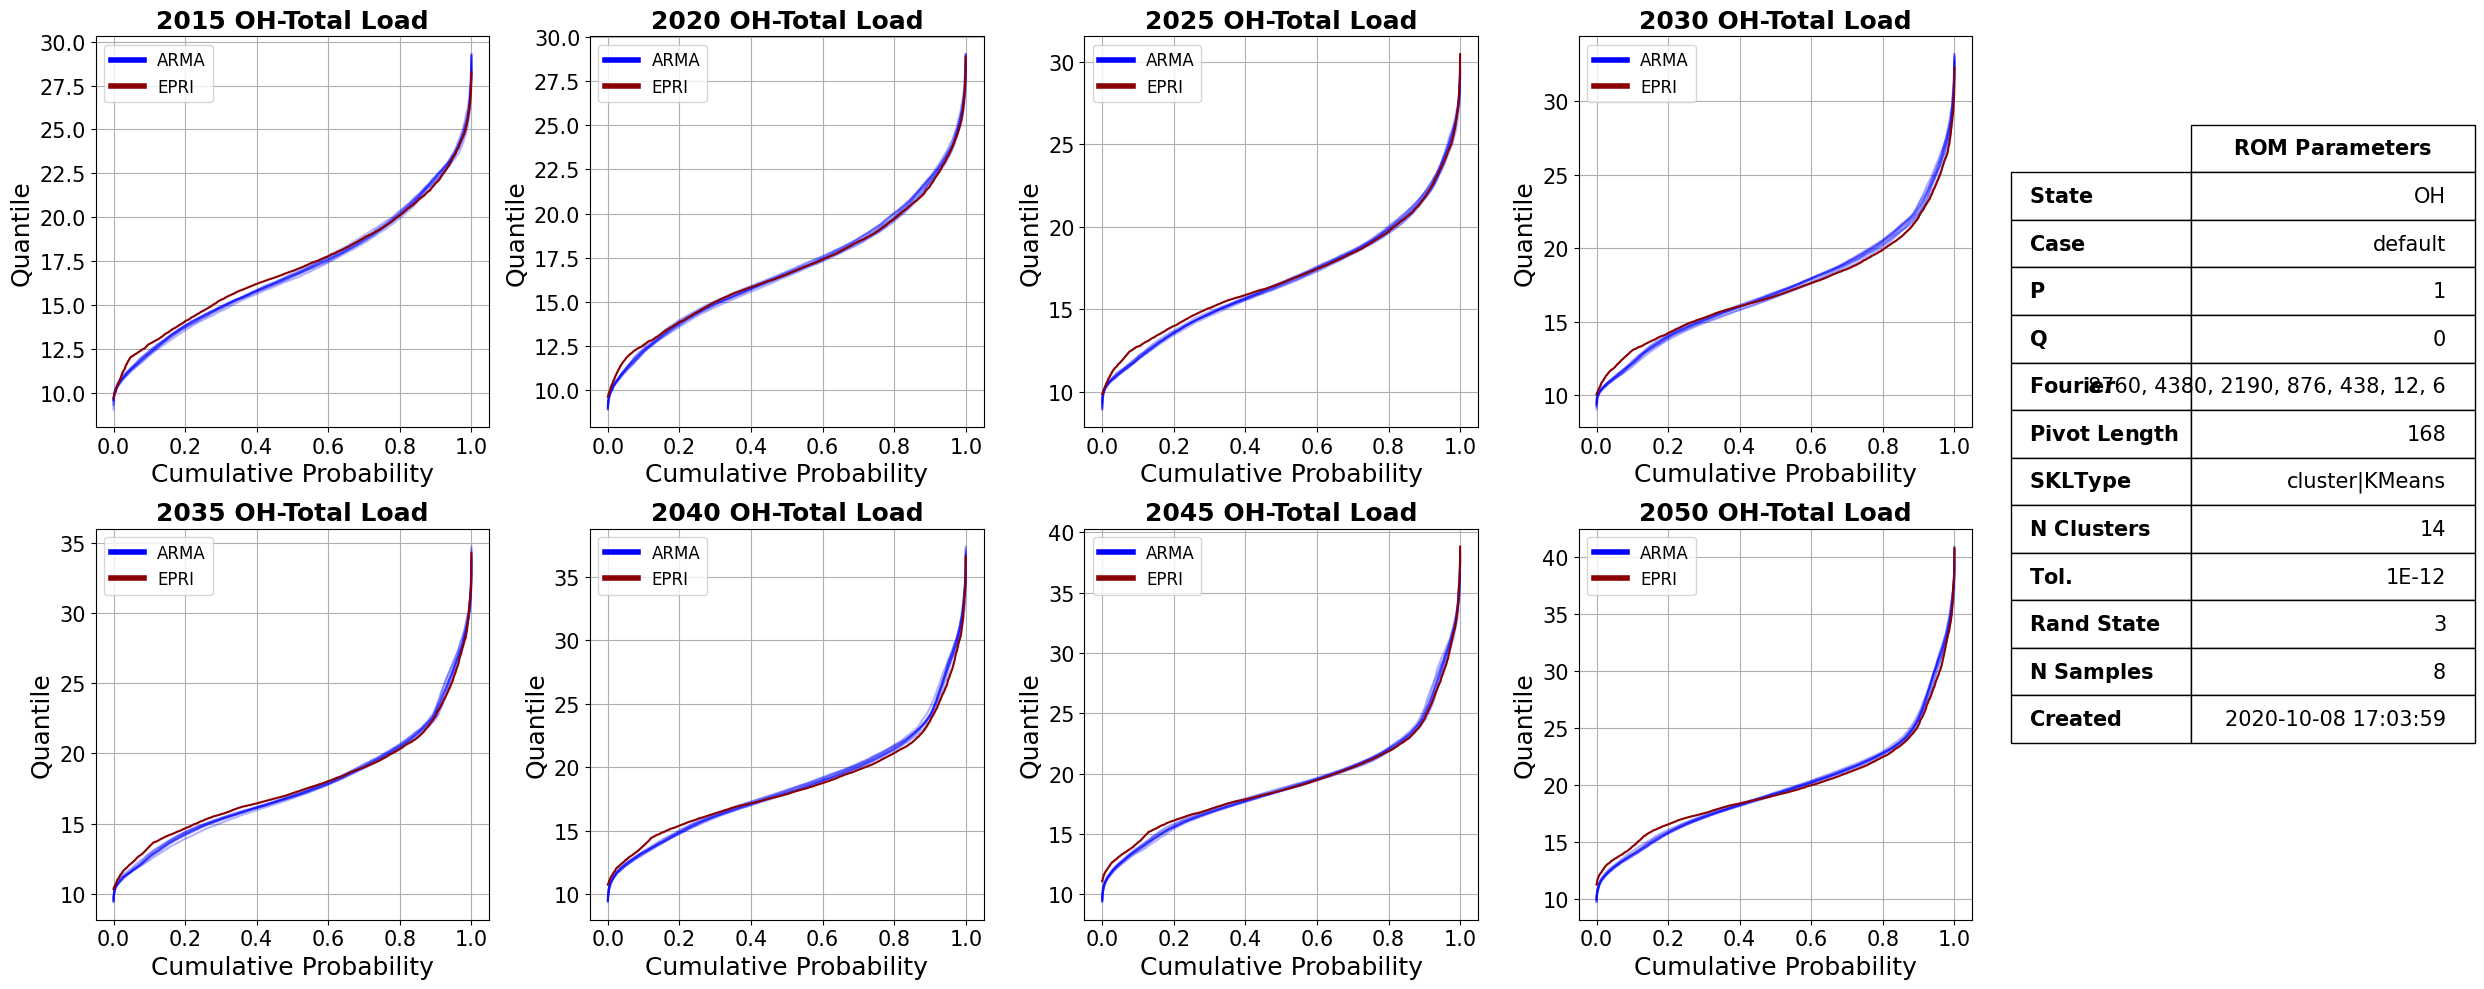 2015 OH-Total Load
30.0
27.5
25.0
22.5
20.0
17.5
15.0
12.5
10.0
Quantile
ARMA
EPRI
0.0 0.2 0.4 0.6 0.8 1.0
Cumulative Probability
2020 OH-Total Load
30.0
27.5
25.0
22.5
20.0
17.5
15.0
12.5
10.0
Quantile
ARMA
EPRI
0.0 0.2 0.4 0.6 0.8 1.0
Cumulative Probability
2025 OH-Total Load
30
25
20
15
10
Quantile
ARMA
EPRI
0.0 0.2 0.4 0.6 0.8 1.0
Cumulative Probability
2030 OH-Total Load
30
25
20
15
10
Quantile
ARMA
EPRI
0.0 0.2 0.4 0.6 0.8 1.0
Cumulative Probability
2035 OH-Total Load
35
30
25
20
15
10
Quantile
ARMA
EPRI
0.0 0.2 0.4 0.6 0.8 1.0
Cumulative Probability
2040 OH-Total Load
35
30
25
20
15
10
Quantile
ARMA
EPRI
0.0 0.2 0.4 0.6 0.8 1.0
Cumulative Probability
2045 OH-Total Load
40
35
30
25
20
15
10
Quantile
ARMA
EPRI
0.0 0.2 0.4 0.6 0.8 1.0
Cumulative Probability
2050 OH-Total Load
40
35
30
25
20
15
10
Quantile
ARMA
EPRI
0.0 0.2 0.4 0.6 0.8 1.0
Cumulative Probability
ROM Parameters
State OH
Case default
P 1
Q 0
Fourier 8760, 4380, 2190, 876, 438, 12, 6
Pivot Length 168
SKLType cluster|KMeans
N Clusters 14
Tol. 1E-12
Rand State 3
N Samples 8
Created 2020-10-08 17:03:59